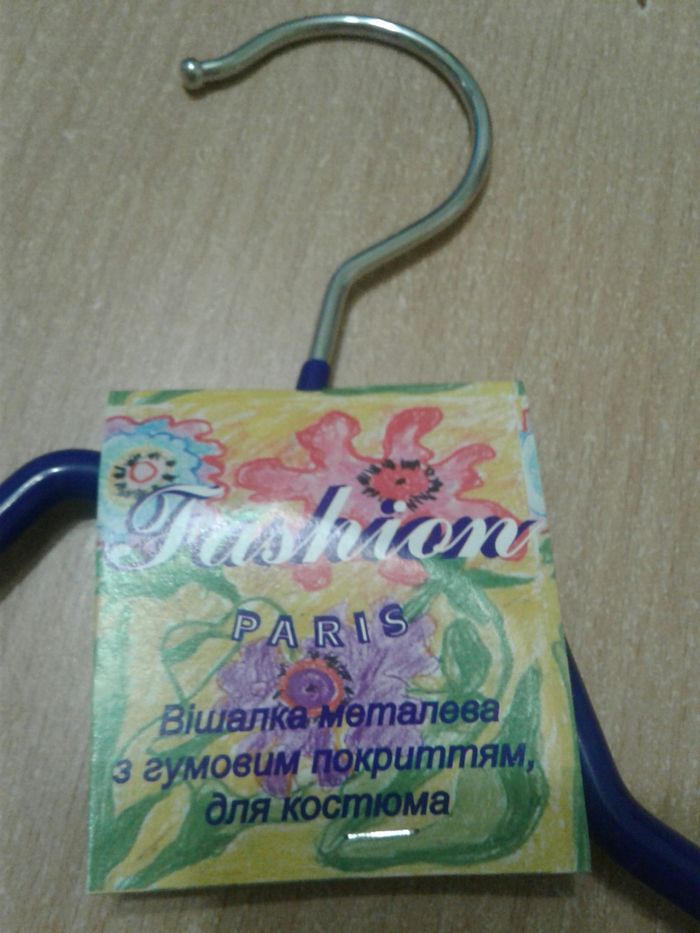 Fashion
PARIS
Вішалка металева
з гумовим покриттям,
для костюма